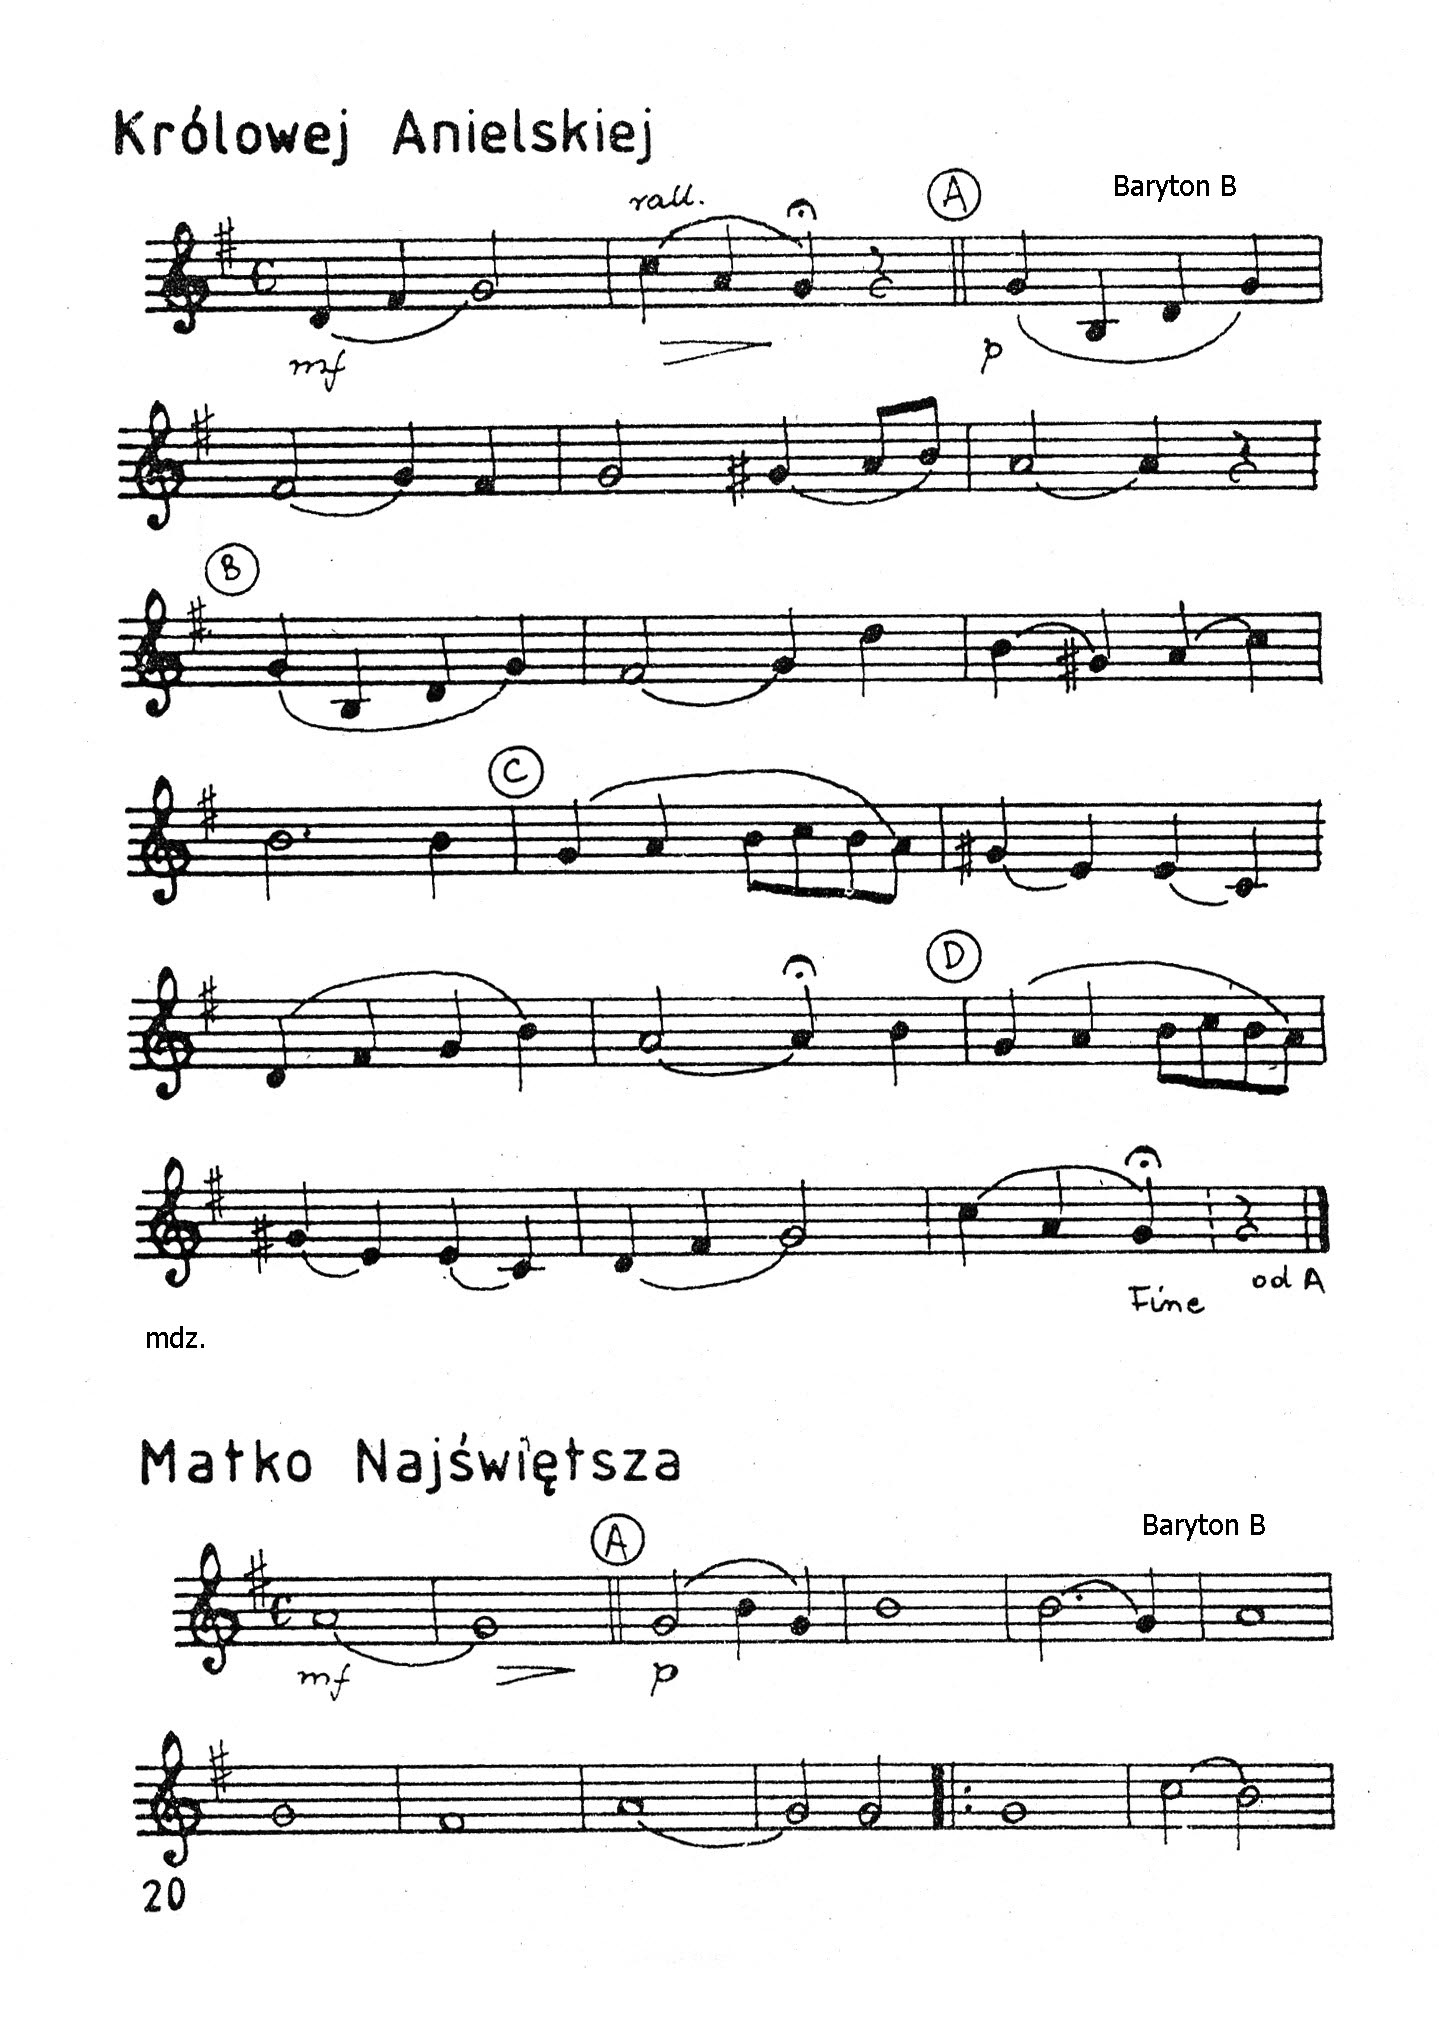 Królowej Anielskiej
Baryton B
rall.
A
mf
p
B
C
D
Fine
od A
mdz.
Matko Najświętsza
Baryton B
A
mf
p
20